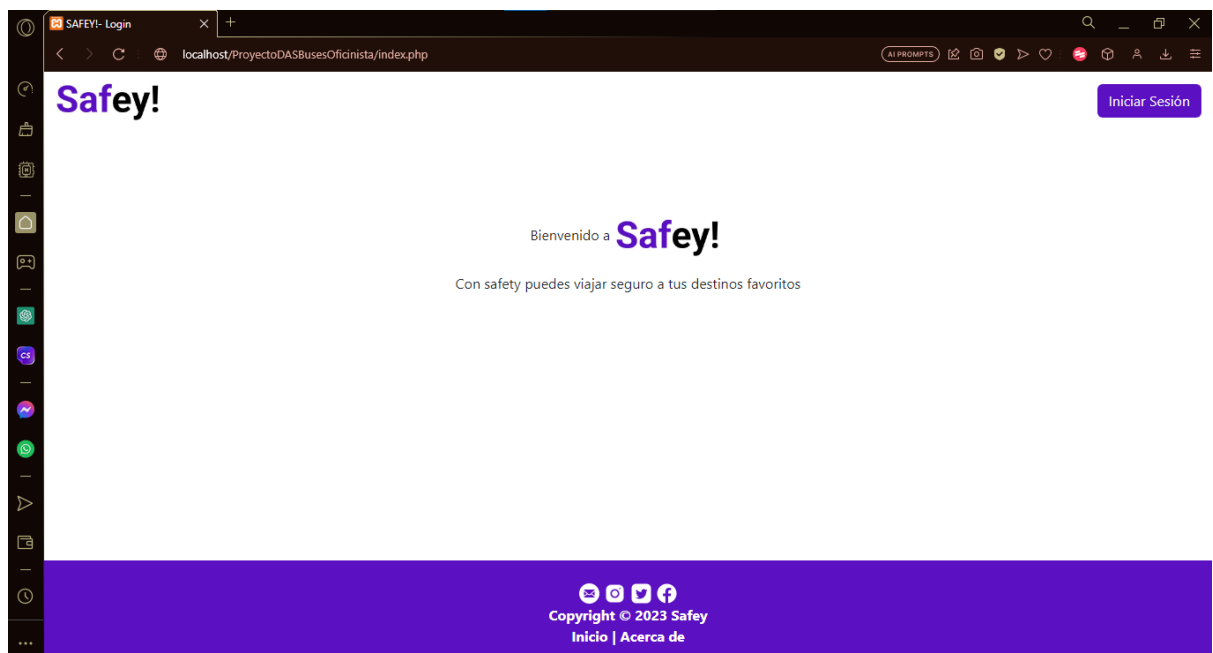 SAFEY!- Login
localhost/ProyectoDASBusesOficinista/index.php
AI PROMPTS
Safey!
Iniciar Sesión
Bienvenido a Safey!
Con safety puedes viajar seguro a tus destinos favoritos
CS
Copyright © 2023 Safey
Inicio | Acerca de